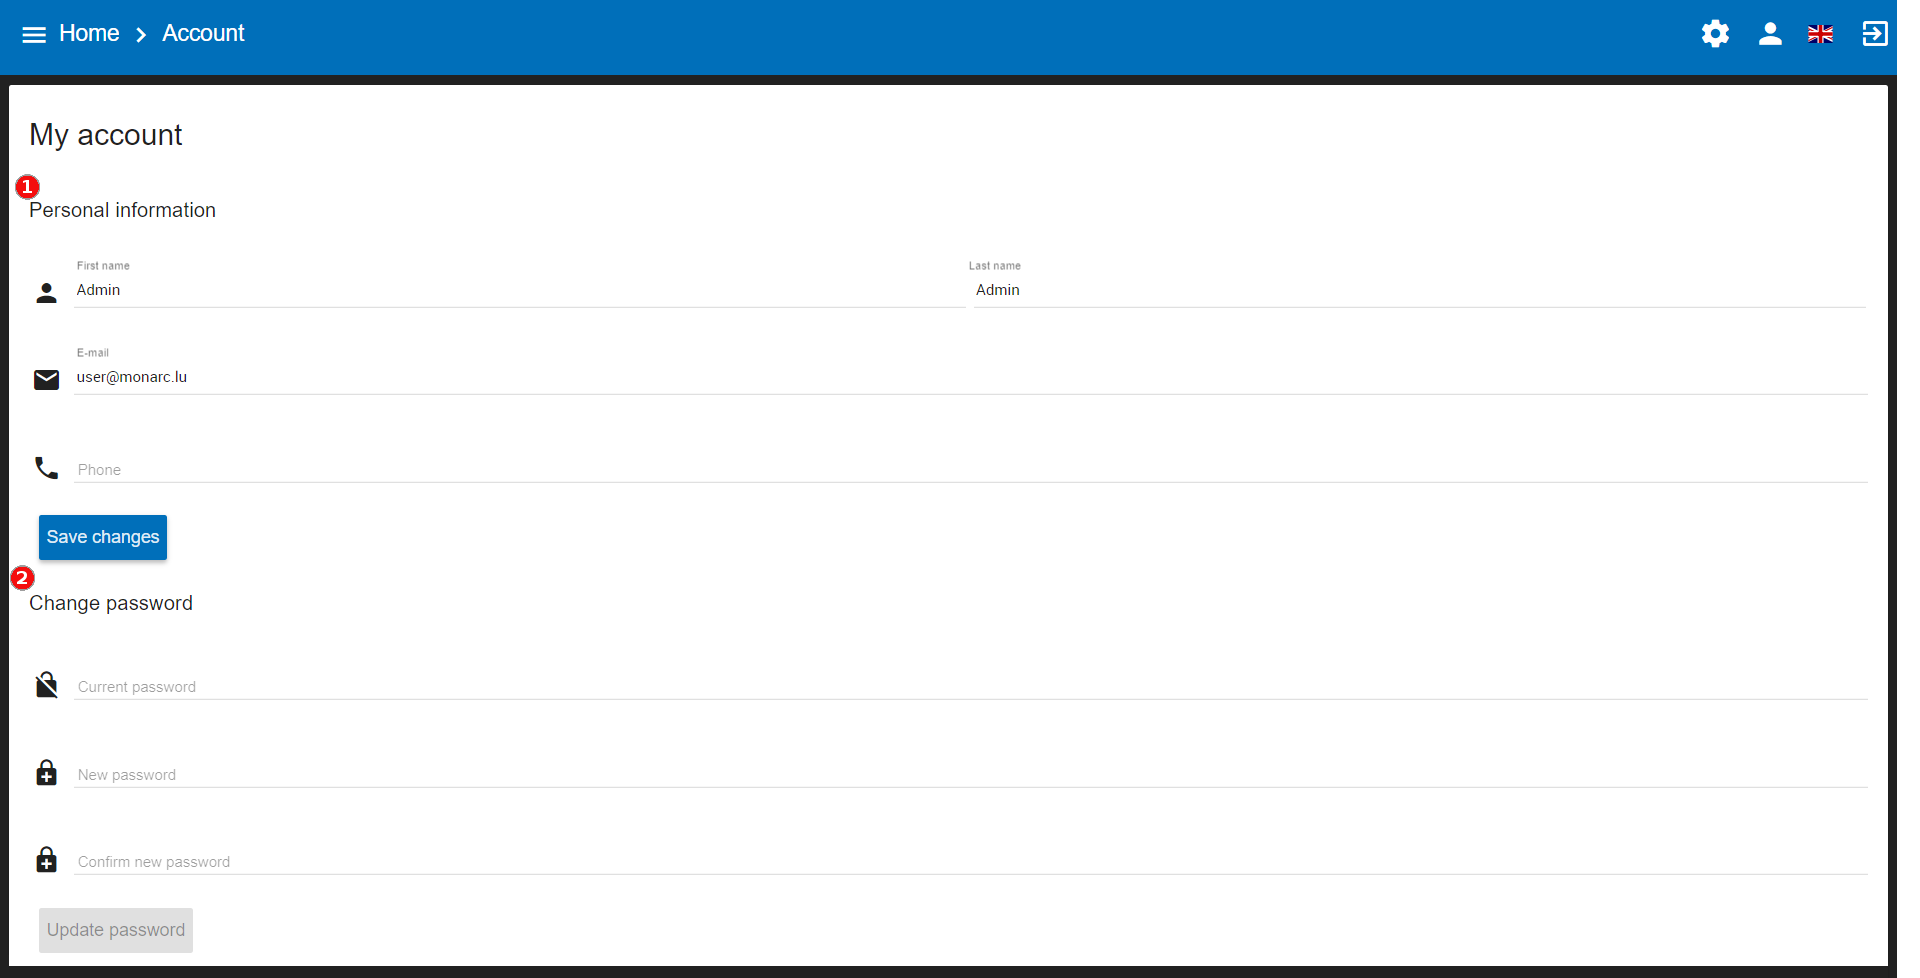 Home Account
My account
1
Personal information
First name Last name
Admin Admin
E-mail
user@monarc.lu
Phone
Save changes
2
Change password
Current password
New password
Confirm new password
Update password